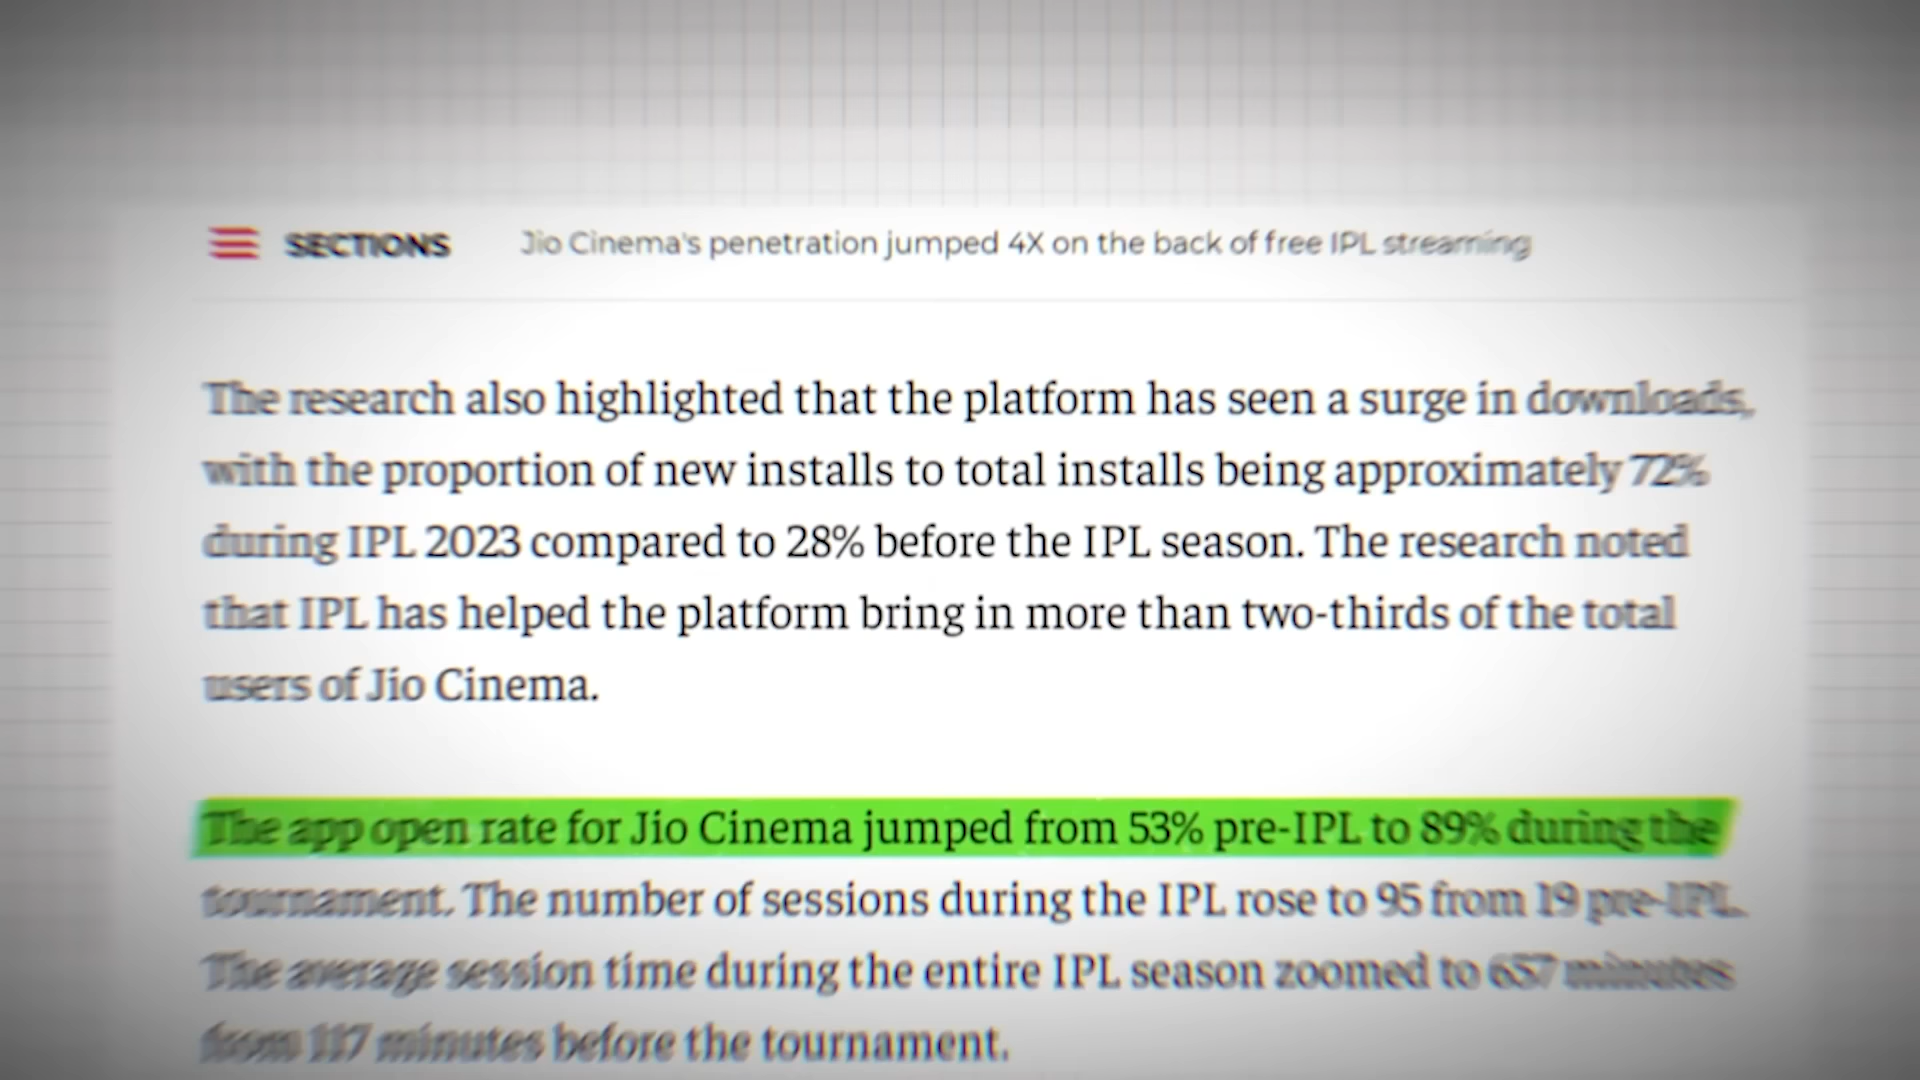 SECTIONS Jio Cinema's penetration jumped 4X on the back of free IPL streaming
The research also highlighted that the platform has seen a surge in downloads,
with the proportion of new installs to total installs being approximately 72%
during IPL 2023 compared to 28% before the IPL season. The research noted
that IPL has helped the platform bring in more than two-thirds of the total
users of Jio Cinema.
The app open rate for Jio Cinema jumped from 53% pre-IPL to 89% during the
tournament. The number of sessions during the IPL rose to 95 from 19 pre-IPL.
The average session time during the entire IPL season zoomed to 657 minutes
from 117 minutes before the tournament.